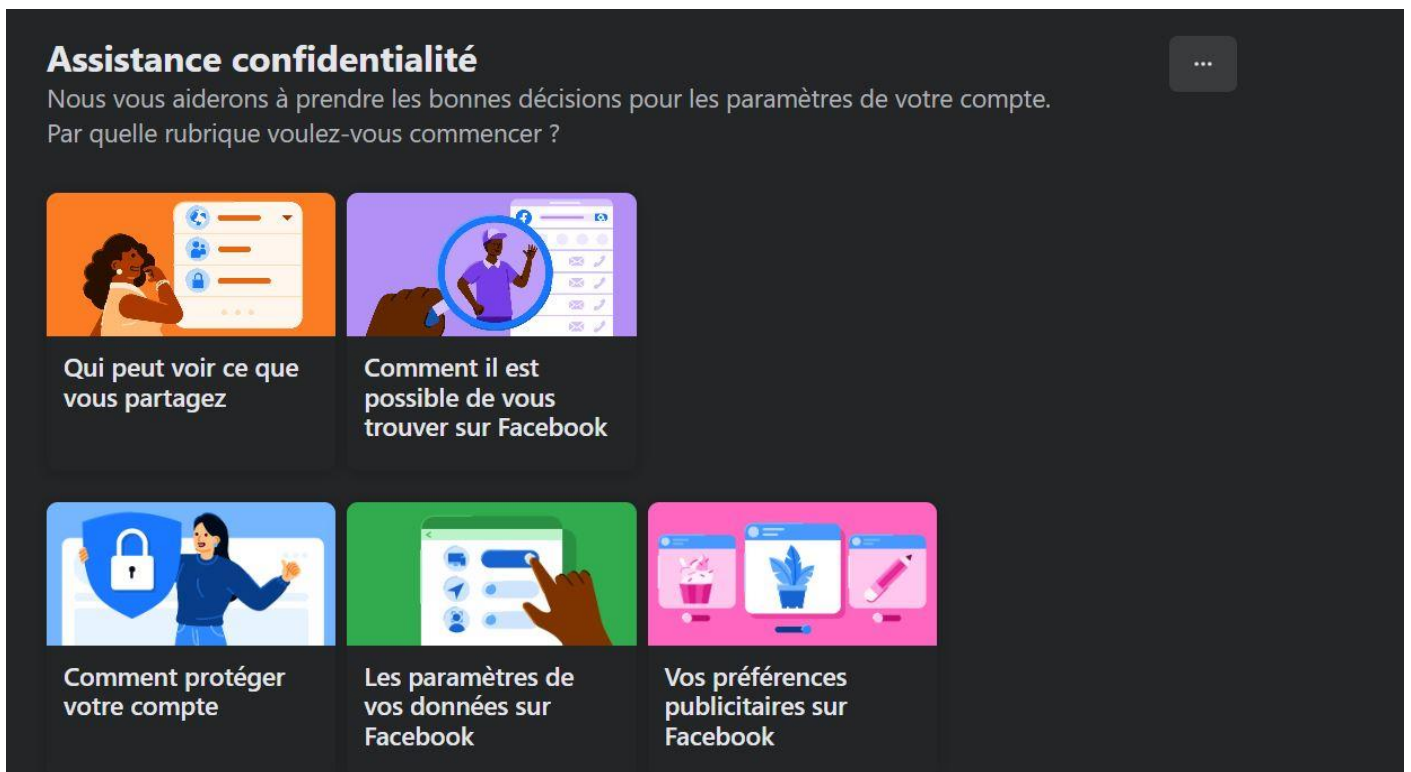 Assistance confidentialité
...
Nous vous aiderons à prendre les bonnes décisions pour les paramètres de votre compte.
Par quelle rubrique voulez-vous commencer ?
Qui peut voir ce que
vous partagez
Comment il est
possible de vous
trouver sur Facebook
Comment protéger
votre compte
Les paramètres de
vos données sur
Facebook
Vos préférences
publicitaires sur
Facebook